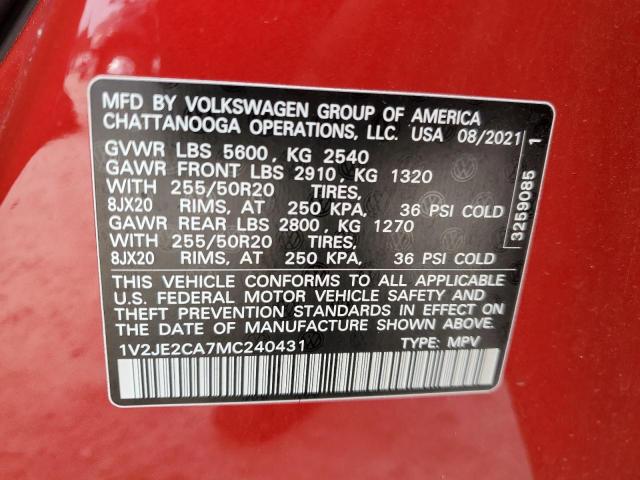 MFD BY VOLKSWAGEN GROUP OF AMERICA
CHATTANOOGA OPERATIONS, LLC. USA 08/2021
GVWR LBS 5600, KG 2540
GAWR FRONT LBS 2910, KG 1320
WITH 255/50R20 TIRES,
8JX20 RIMS, AT 250 KPA, 36 PSI COLD
GAWR REAR LBS 2800, KG 1270
WITH 255/50R20 TIRES,
8JX20 RIMS, AT 250 KPA, 36 PSI COLD
THIS VEHICLE CONFORMS TO ALL APPLICABLE
U.S. FEDERAL MOTOR VEHICLE SAFETY AND
THEFT PREVENTION STANDARDS IN EFFECT ON
THE DATE OF MANUFACTURE SHOWN ABOVE.
1V2JE2CA7MC240431 TYPE: MPV
3259085 1